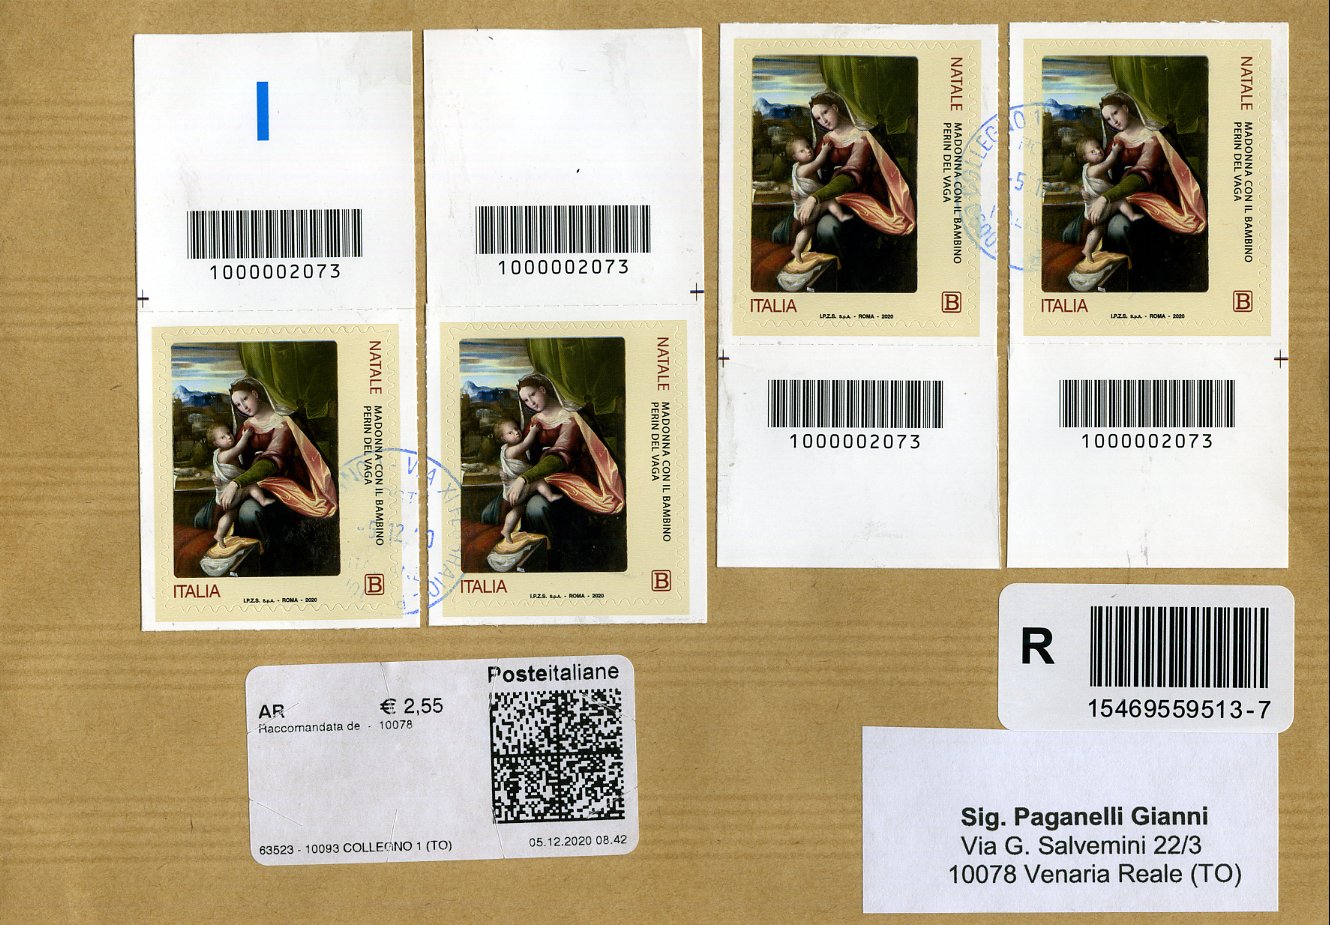 1000002073
NATALE
MADONNA CON IL BAMBINO
PERIN DEL VAGA
ITALIA
B
I.P.Z.S. S.p.A. - ROMA - 2020
1000002073
NATALE
MADONNA CON IL BAMBINO
PERIN DEL VAGA
ITALIA
B
I.P.Z.S. S.p.A. - ROMA - 2020
NATALE
MADONNA CON IL BAMBINO
PERIN DEL VAGA
ITALIA
B
I.P.Z.S. S.p.A. - ROMA - 2020
1000002073
NATALE
MADONNA CON IL BAMBINO
PERIN DEL VAGA
ITALIA
B
I.P.Z.S. S.p.A. - ROMA - 2020
1000002073
Posteitaliane
AR € 2,55
Raccomandata de - 10078
63523 - 10093 COLLEGNO 1 (TO)
05.12.2020 08.42
R
15469559513-7
Sig. Paganelli Gianni
Via G. Salvemini 22/3
10078 Venaria Reale (TO)